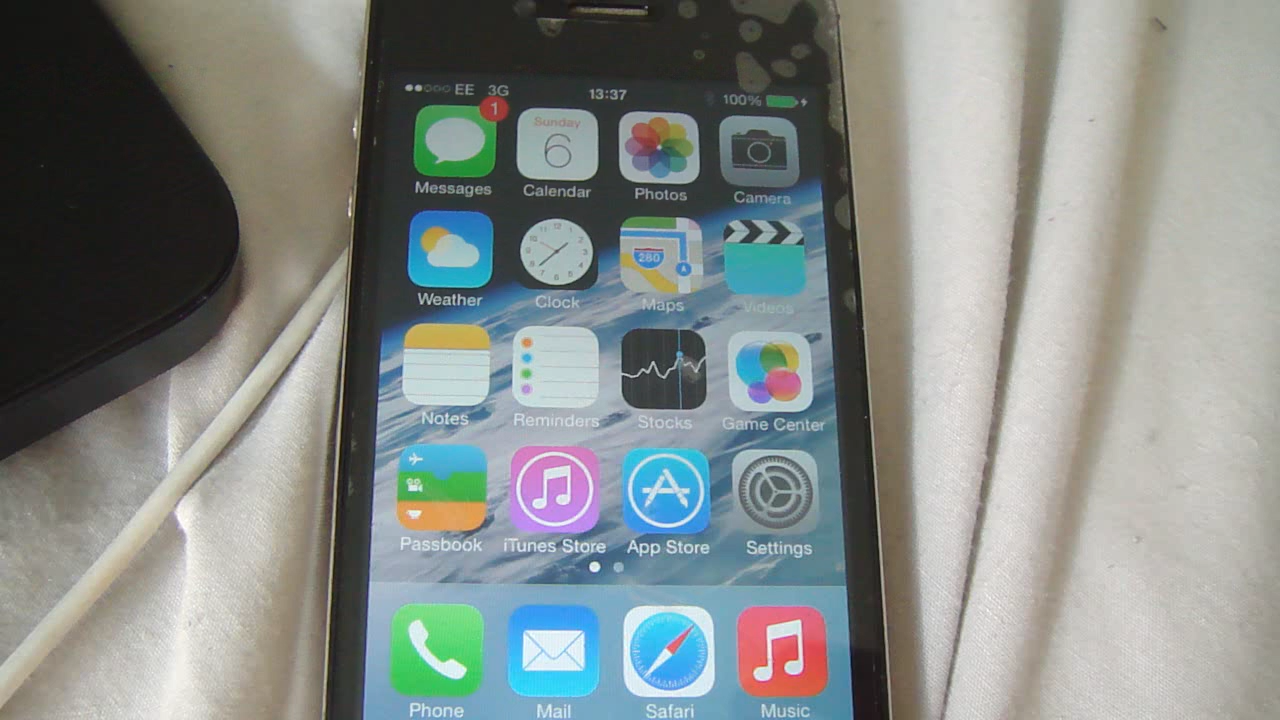 EE 3G 13:37 100%
1
Sunday
6
Messages Calendar Photos Camera
280
Weather Clock Maps Videos
Notes Reminders Stocks Game Center
Passbook iTunes Store App Store Settings
Phone Mail Safari Music